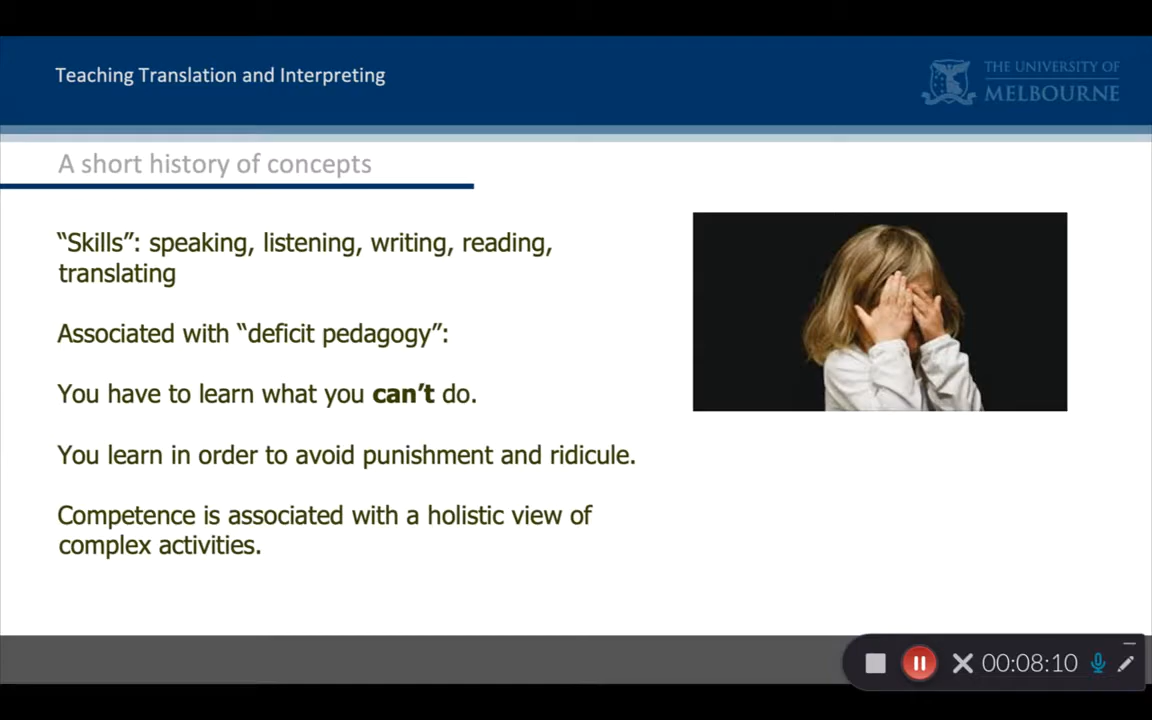 Teaching Translation and Interpreting
THE UNIVERSITY OF
MELBOURNE
A short history of concepts
“Skills”: speaking, listening, writing, reading,
translating
Associated with “deficit pedagogy”:
You have to learn what you can’t do.
You learn in order to avoid punishment and ridicule.
Competence is associated with a holistic view of
complex activities.
00:08:10